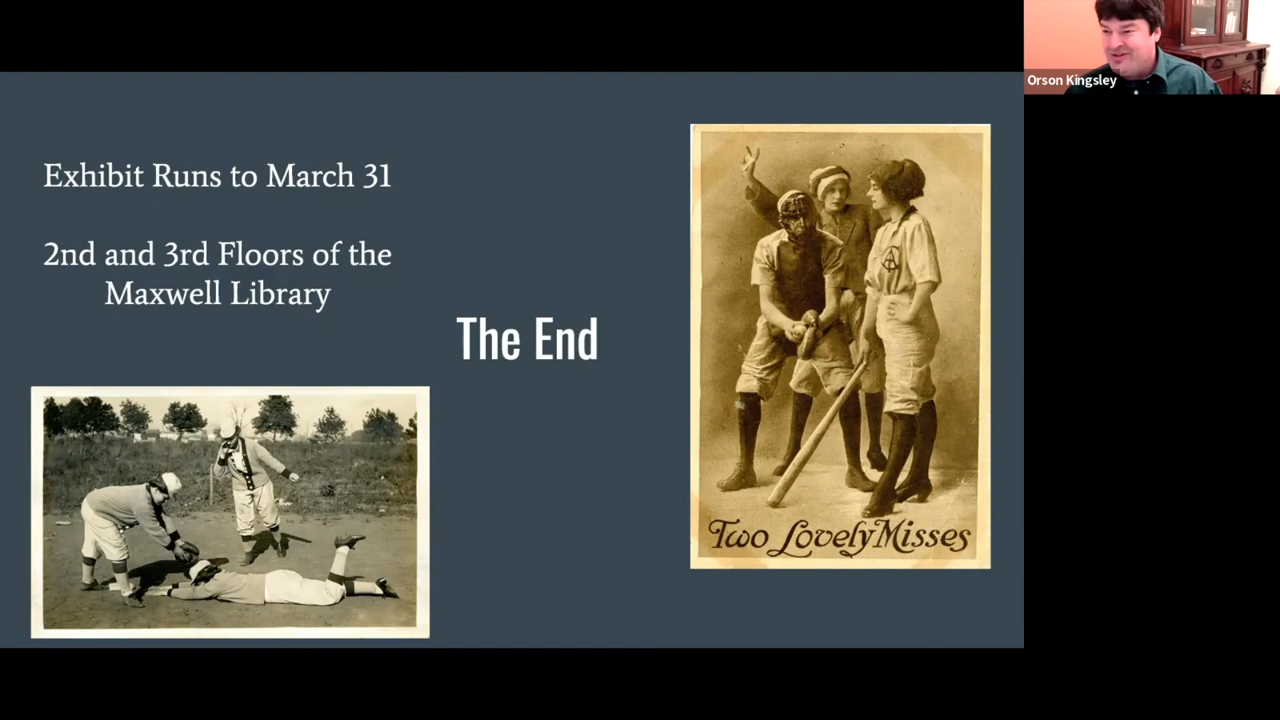 Exhibit Runs to March 31
2nd and 3rd Floors of the
Maxwell Library
The End
Two Lovely Misses
Orson Kingsley